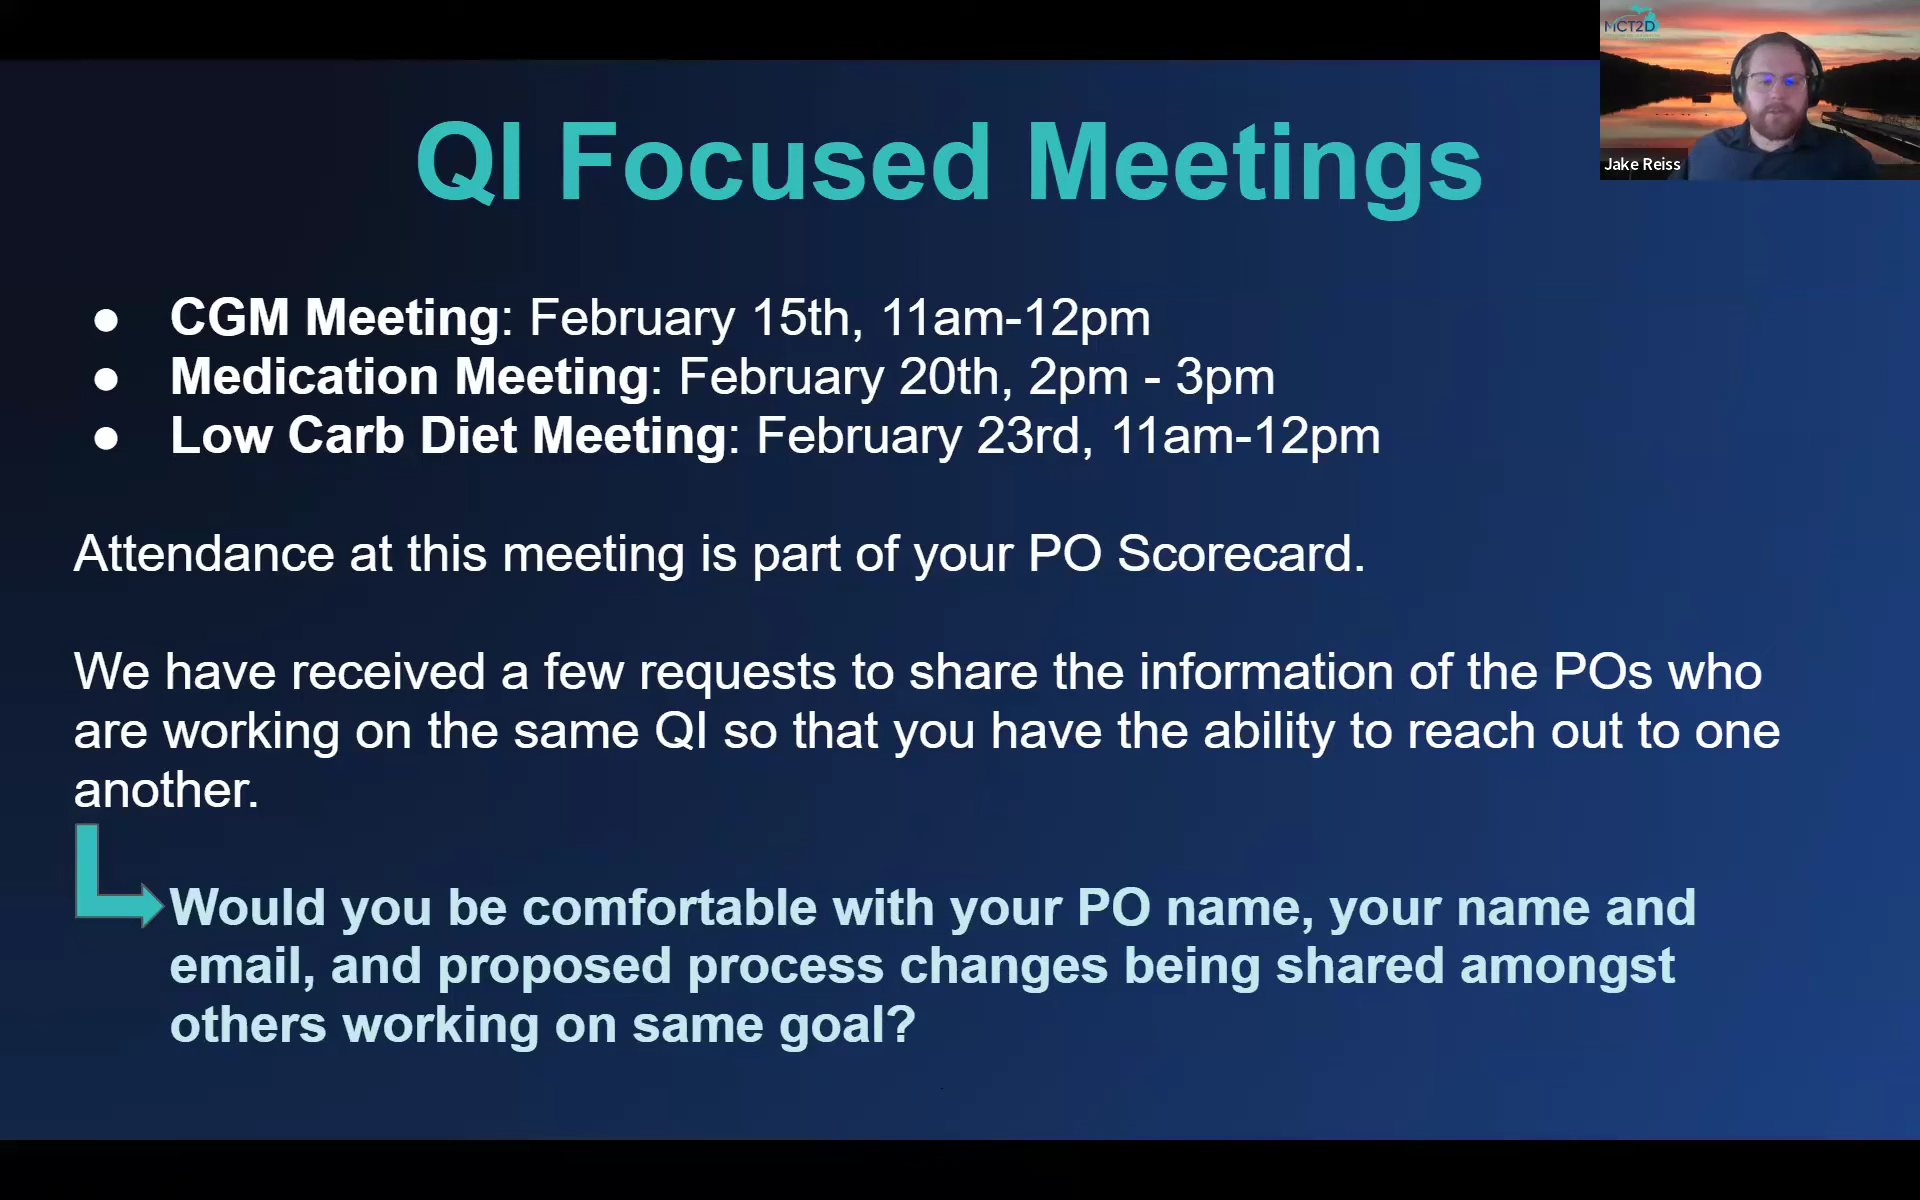 MCT2D
Jake Reiss
QI Focused Meetings
● CGM Meeting: February 15th, 11am-12pm
● Medication Meeting: February 20th, 2pm - 3pm
● Low Carb Diet Meeting: February 23rd, 11am-12pm
Attendance at this meeting is part of your PO Scorecard.
We have received a few requests to share the information of the POs who
are working on the same QI so that you have the ability to reach out to one
another.
Would you be comfortable with your PO name, your name and
email, and proposed process changes being shared amongst
others working on same goal?